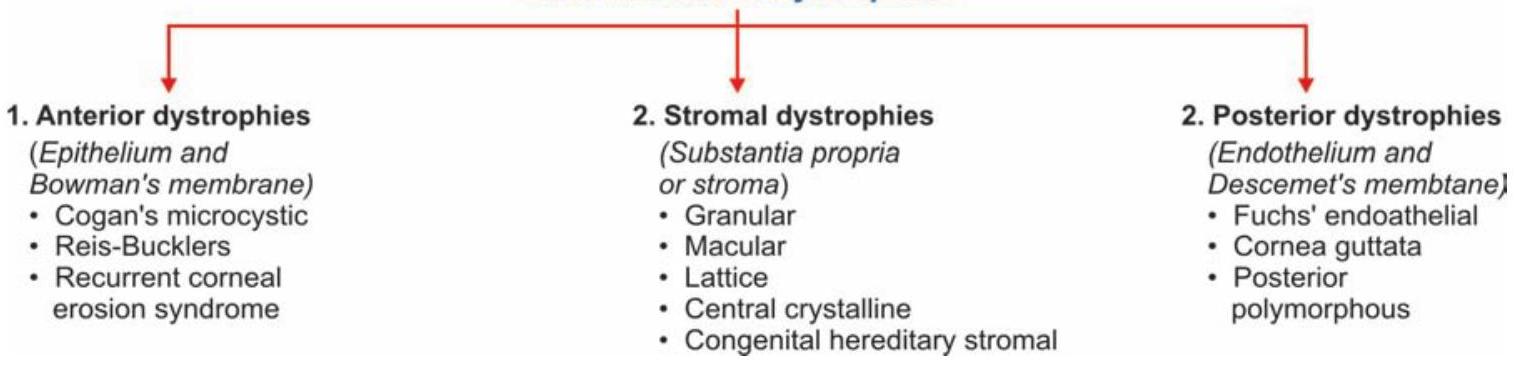 1. Anterior dystrophies
(Epithelium and
Bowman's membrane)
• Cogan's microcystic
• Reis-Bucklers
• Recurrent corneal
erosion syndrome
2. Stromal dystrophies
(Substantia propria
or stroma)
• Granular
• Macular
• Lattice
• Central crystalline
• Congenital hereditary stromal
2. Posterior dystrophies
(Endothelium and
Descemet's membtane)
• Fuchs' endoathelial
• Cornea guttata
• Posterior
polymorphous